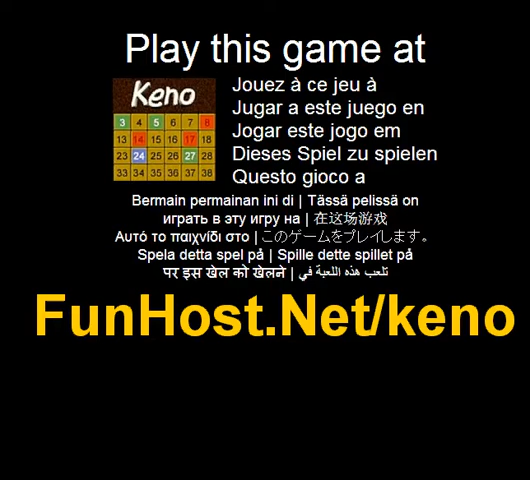 Play this game at
Keno
3 4 5 6 7 8
13 14 15 16 17 18
23 24 25 26 27 28
33 34 35 36 37 38
Jouez à ce jeu à
Jugar a este juego en
Jogar este jogo em
Dieses Spiel zu spielen
Questo gioco a
Bermain permainan ini di | Tässä pelissä on
играть в эту игру на | 在这场游戏
Αυτό το παιχνίδι στο | このゲームをプレイします。
Spela detta spel på | Spille dette spillet på
पर इस खेल को खेलने | تلعب هذه اللعبة في
FunHost.Net/keno